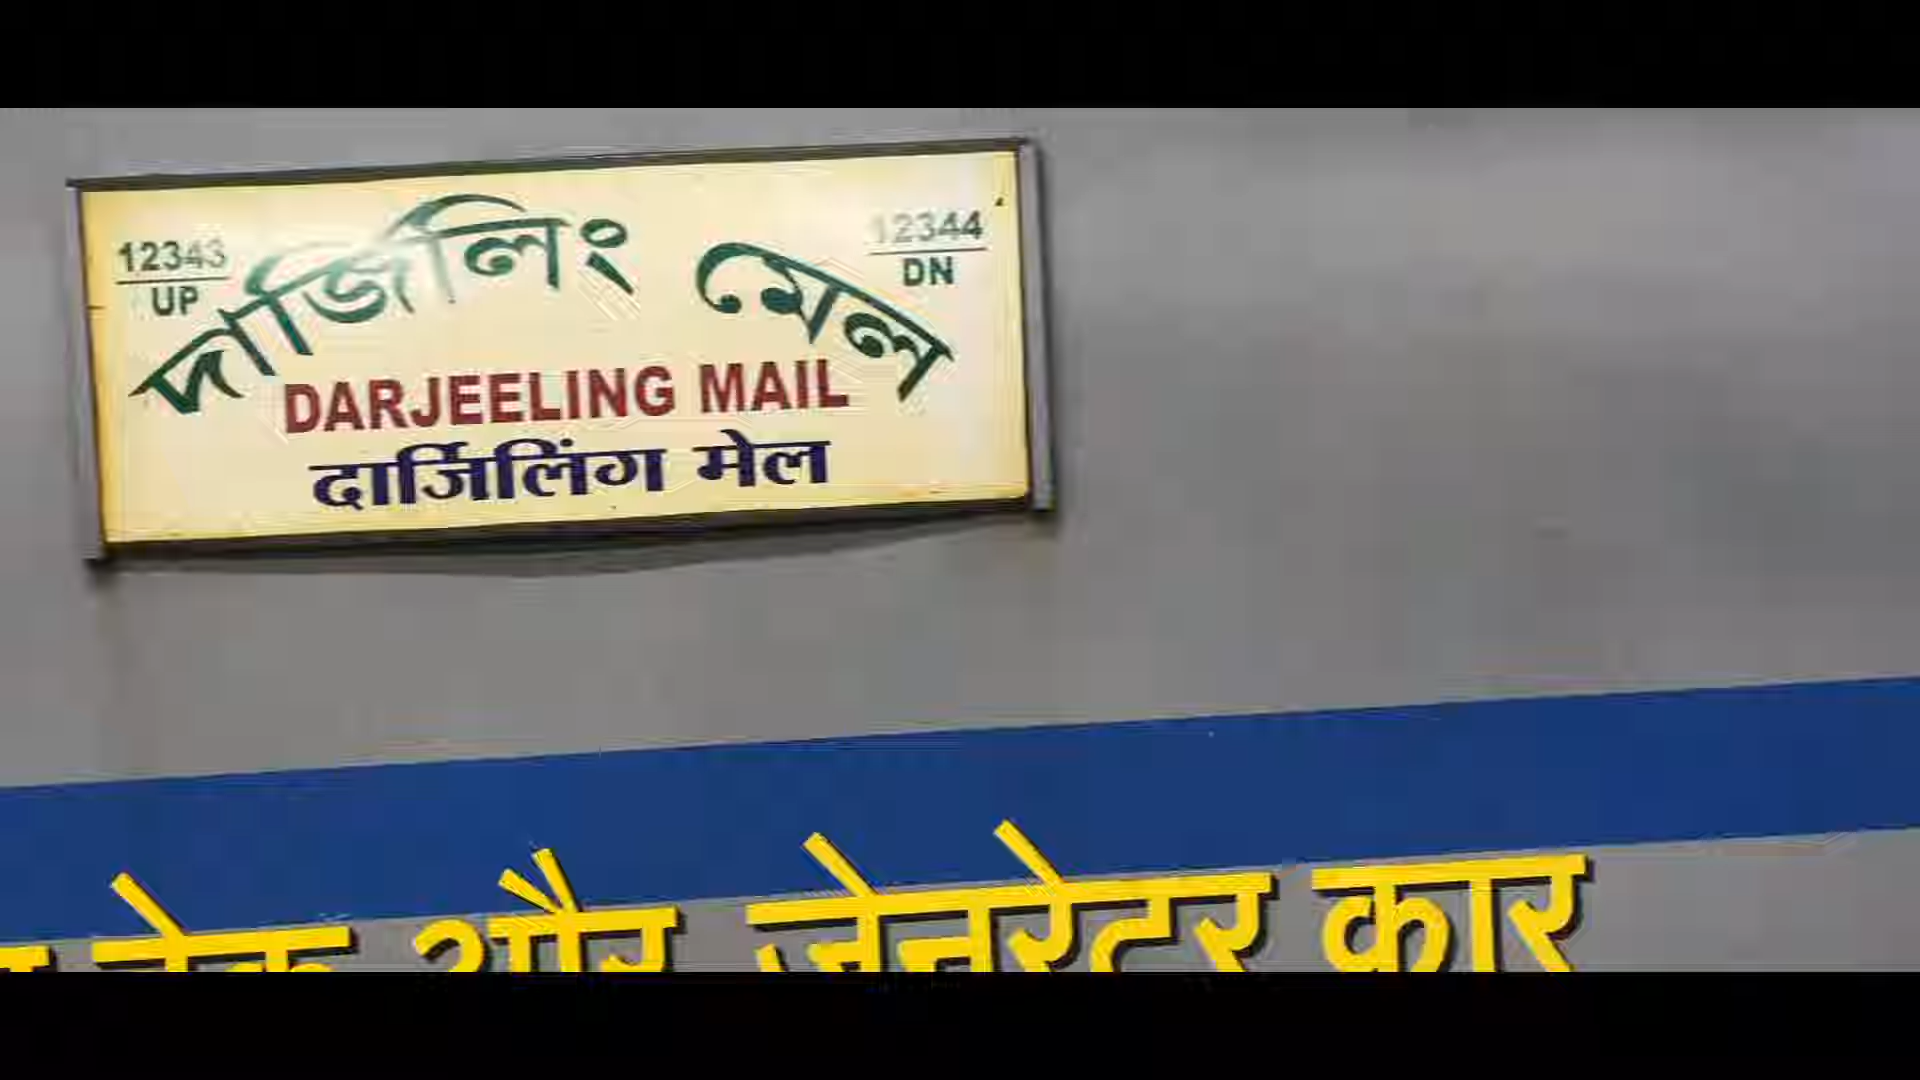 12343
UP
12344
DN
দার্জিলিং মেল
DARJEELING MAIL
दार्जिलिंग मेल
ब्रेक और जेनरेटर कार